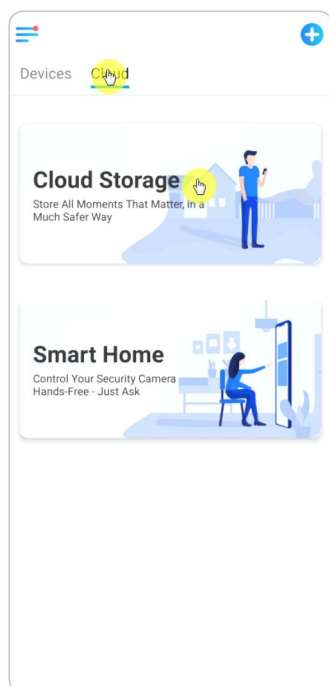 Devices Cloud
Cloud Storage
Store All Moments That Matter, in a
Much Safer Way
Smart Home
Control Your Security Camera
Hands-Free - Just Ask